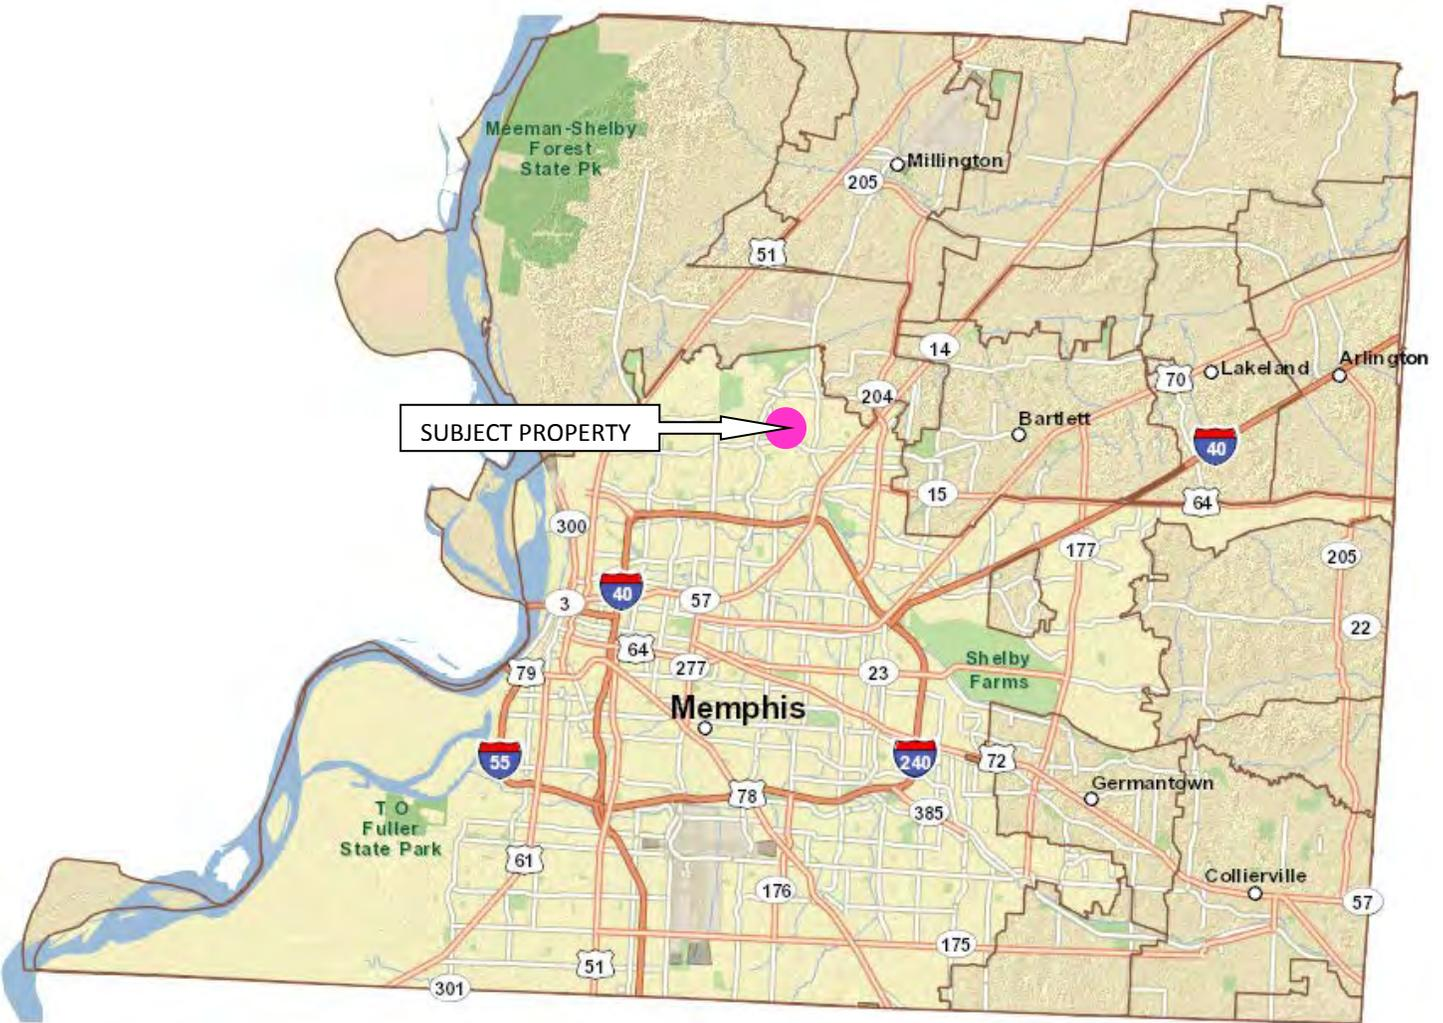 Meeman-Shelby
Forest
State Pk
Millington
205
51
14
Arlington
Lakeland
70
204
SUBJECT PROPERTY
Bartlett
40
15
64
300
177
205
40
3
57
22
64
Shelby
Farms
277
23
79
Memphis
55
240
72
Germantown
78
T O
Fuller
State Park
385
61
Collierville
176
57
175
51
301